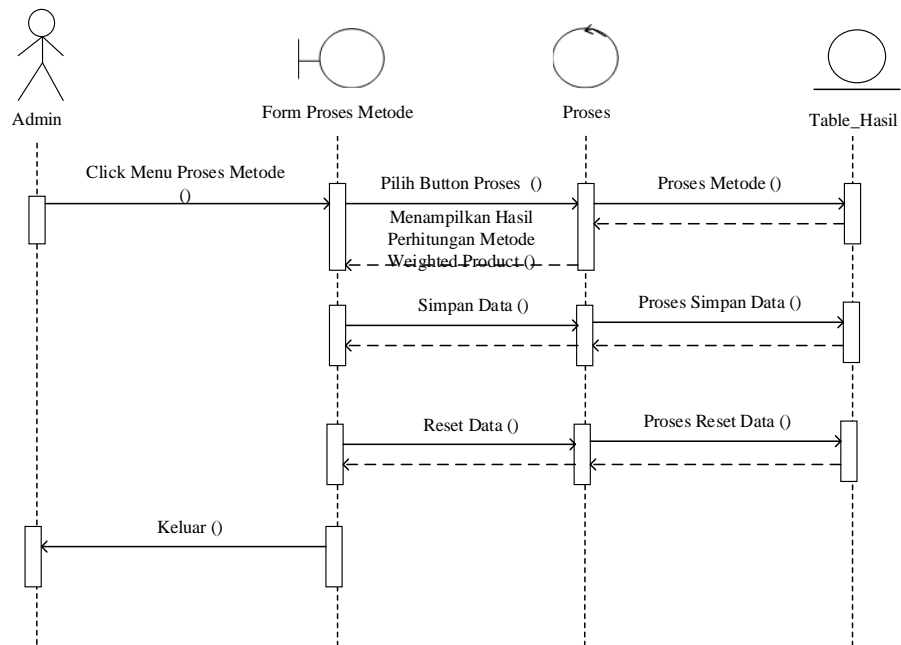 Admin
Form Proses Metode
Proses
Table_Hasil
Click Menu Proses Metode
()
Pilih Button Proses ()
Proses Metode ()
Menampilkan Hasil
Perhitungan Metode
Weighted Product ()
Simpan Data ()
Proses Simpan Data ()
Reset Data ()
Proses Reset Data ()
Keluar ()